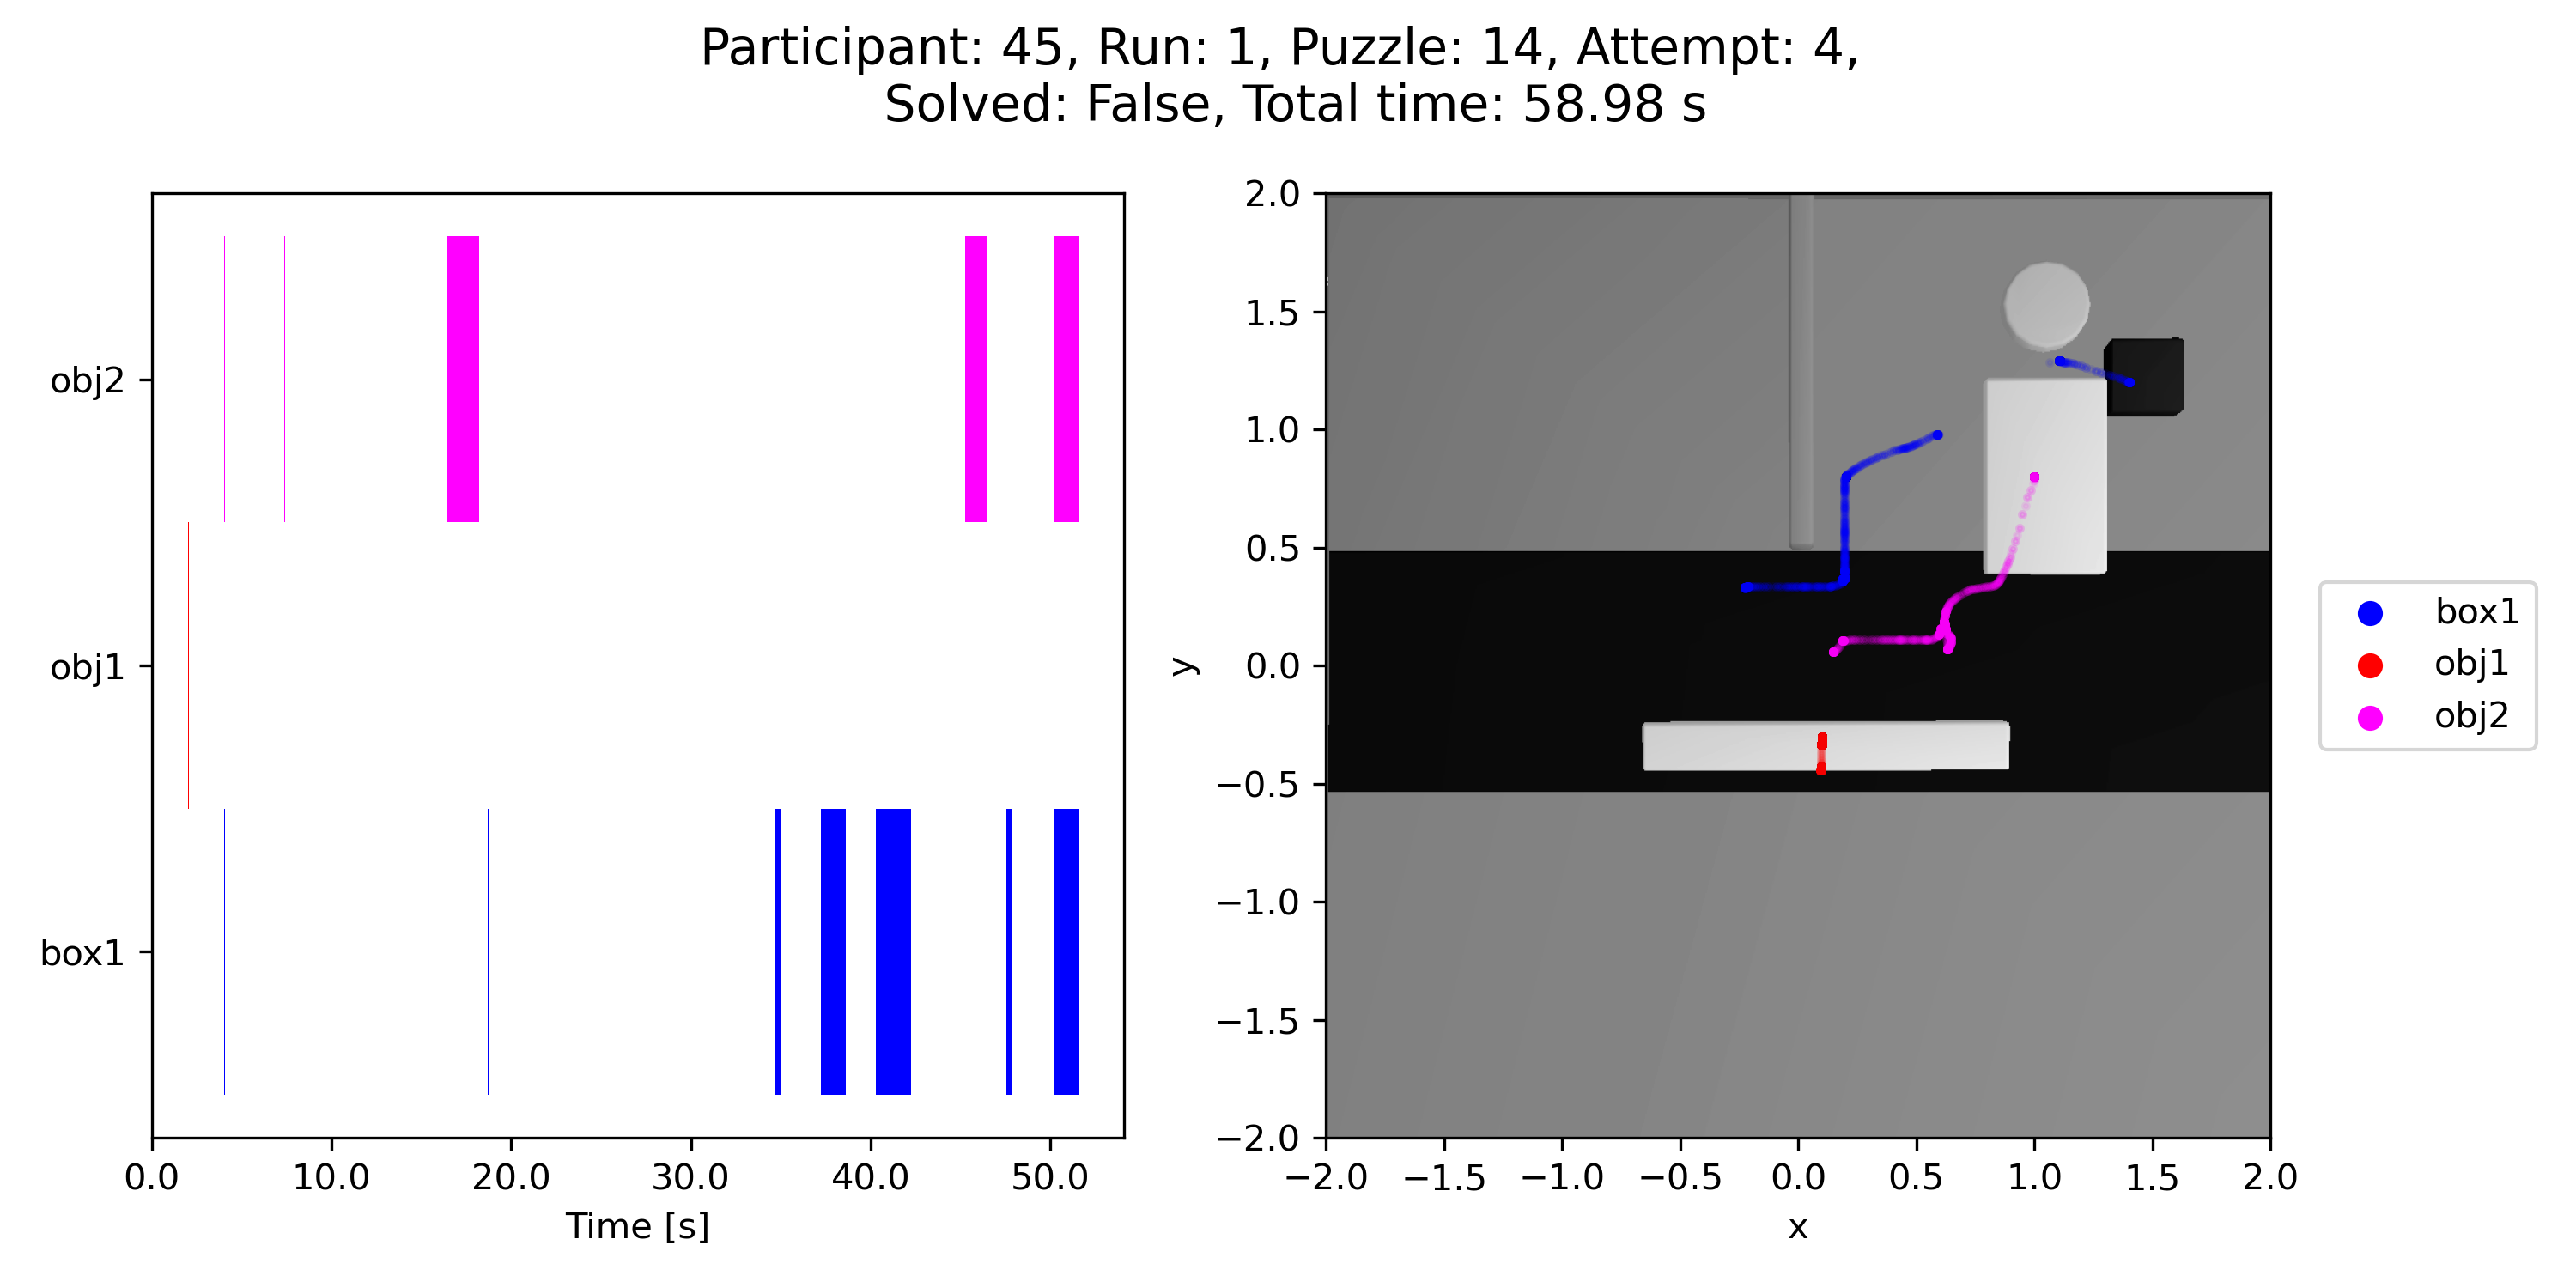 Participant: 45, Run: 1, Puzzle: 14, Attempt: 4,
Solved: False, Total time: 58.98 s
obj2
obj1
box1
0.0 10.0 20.0 30.0 40.0 50.0
Time [s]
2.0
1.5
1.0
0.5
0.0
−0.5
−1.0
−1.5
−2.0
y
−2.0 −1.5 −1.0 −0.5 0.0 0.5 1.0 1.5 2.0
x
box1
obj1
obj2